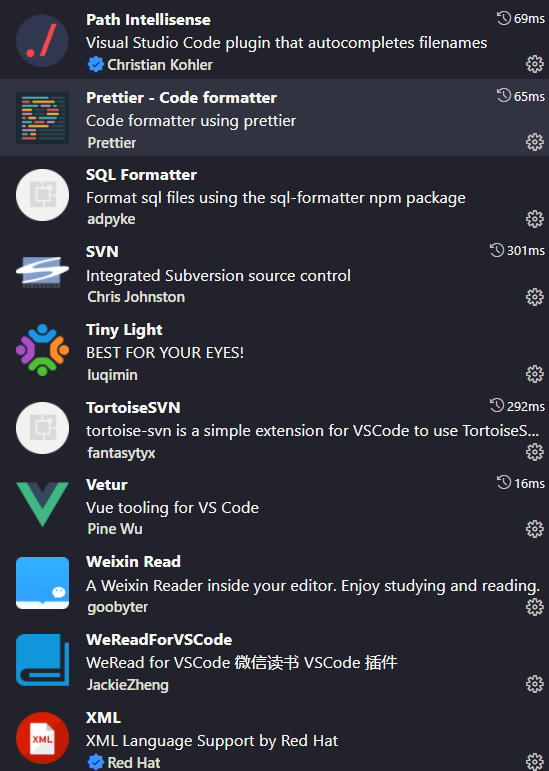 Path Intellisense 69ms
Visual Studio Code plugin that autocompletes filenames
Christian Kohler
Prettier - Code formatter 65ms
Code formatter using prettier
Prettier
SQL Formatter
Format sql files using the sql-formatter npm package
adpyke
SVN 301ms
Integrated Subversion source control
Chris Johnston
Tiny Light
BEST FOR YOUR EYES!
luqimin
TortoiseSVN 292ms
tortoise-svn is a simple extension for VSCode to use TortoiseS...
fantasytyx
Vetur 16ms
Vue tooling for VS Code
Pine Wu
Weixin Read
A Weixin Reader inside your editor. Enjoy studying and reading.
goobyter
WeReadForVSCode
WeRead for VSCode 微信读书 VSCode 插件
JackieZheng
XML
XML
XML Language Support by Red Hat
Red Hat